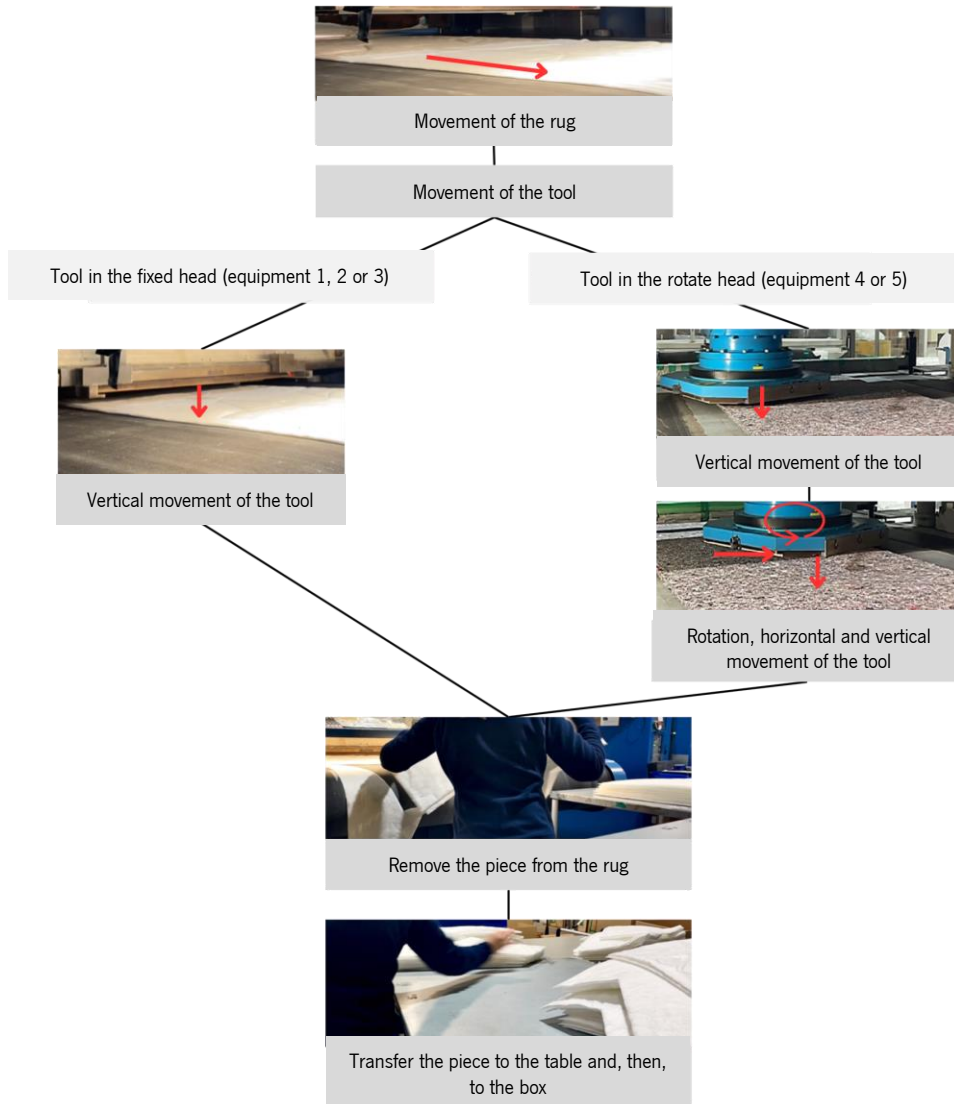 Movement of the rug
Movement of the tool
Tool in the fixed head (equipment 1, 2 or 3)
Tool in the rotate head (equipment 4 or 5)
Vertical movement of the tool
Vertical movement of the tool
Rotation, horizontal and vertical
movement of the tool
Remove the piece from the rug
Transfer the piece to the table and, then,
to the box